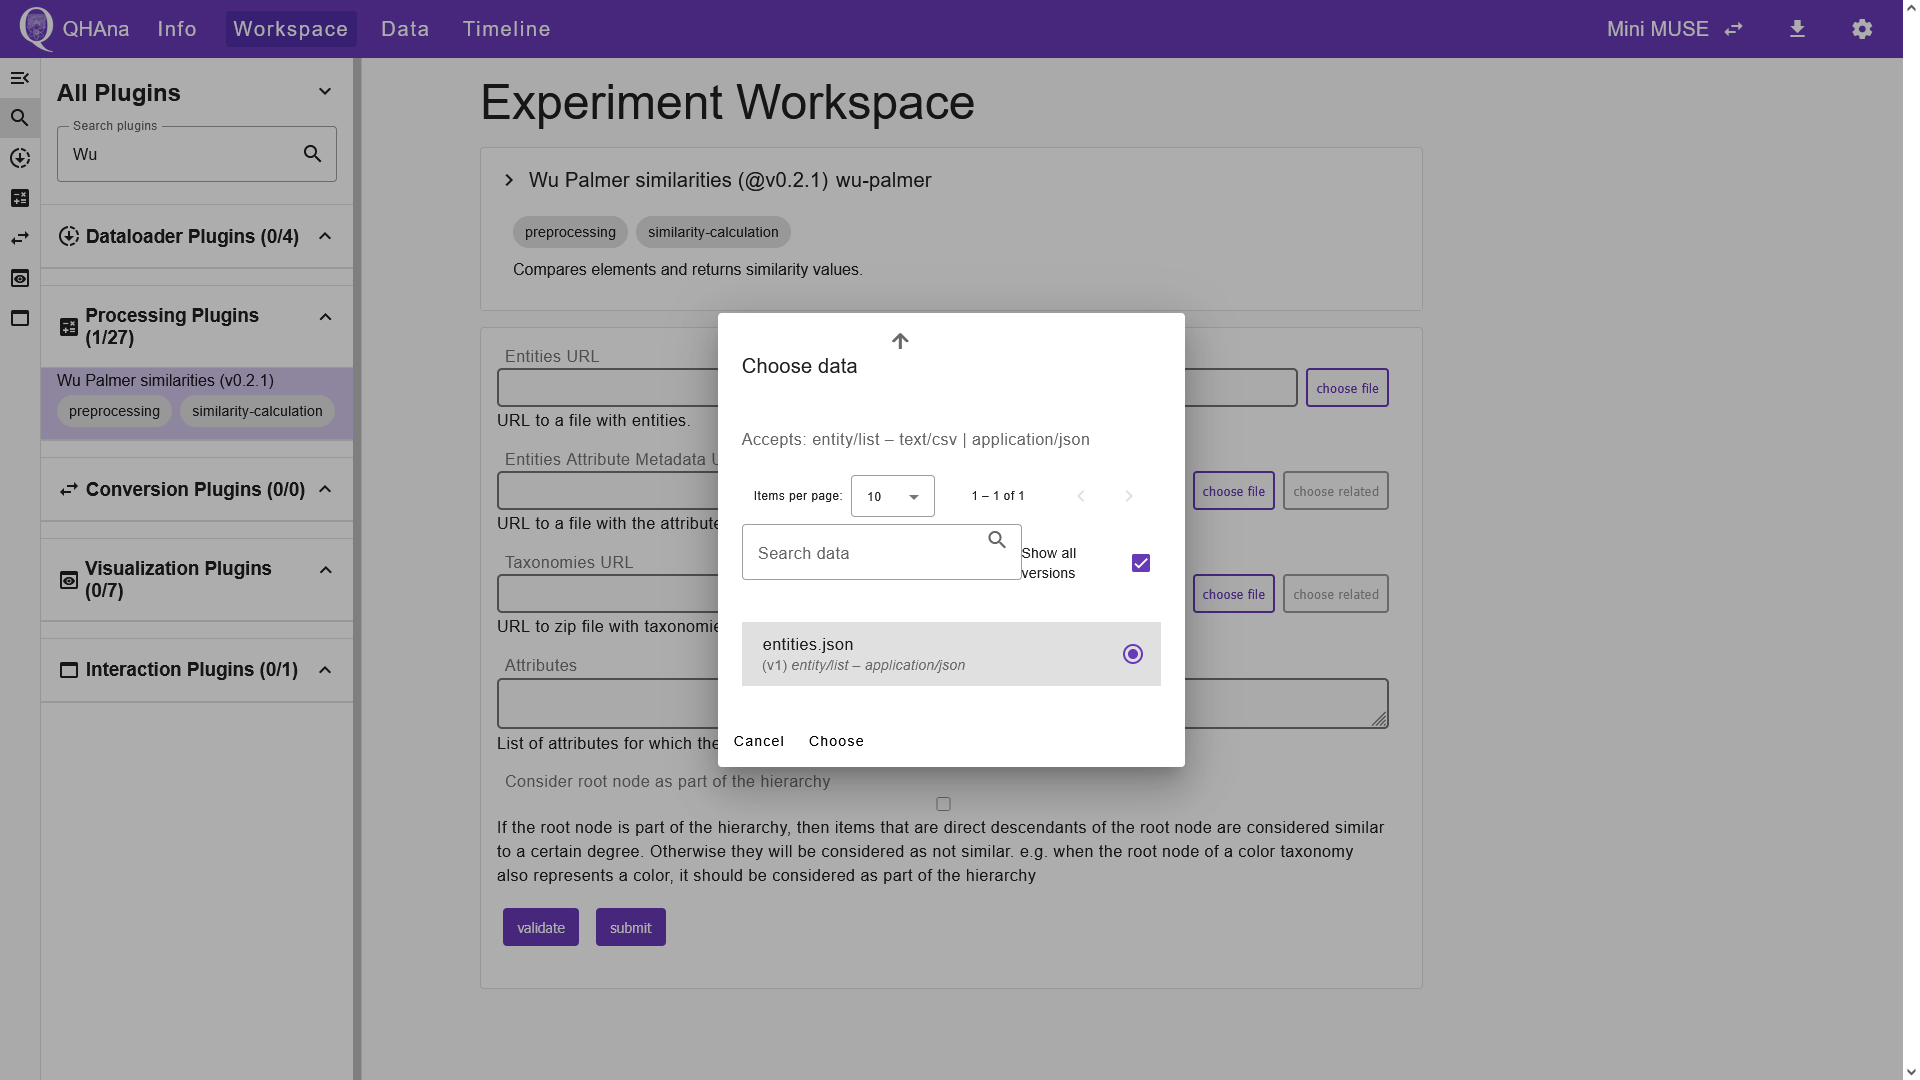 QHAna
Info
Workspace
Data
Timeline
Mini MUSE
All Plugins
Search plugins
Wu
Dataloader Plugins (0/4)
Processing Plugins
(1/27)
Wu Palmer similarities (v0.2.1)
preprocessing
similarity-calculation
Conversion Plugins (0/0)
Visualization Plugins
(0/7)
Interaction Plugins (0/1)
Experiment Workspace
Wu Palmer similarities (@v0.2.1) wu-palmer
preprocessing
similarity-calculation
Compares elements and returns similarity values.
Entities URL
choose file
URL to a file with entities.
Entities Attribute Metadata U
choose file
choose related
URL to a file with the attribute
Taxonomies URL
choose file
choose related
URL to zip file with taxonomie
Attributes
List of attributes for which the
Consider root node as part of the hierarchy
If the root node is part of the hierarchy, then items that are direct descendants of the root node are considered similar
to a certain degree. Otherwise they will be considered as not similar. e.g. when the root node of a color taxonomy
also represents a color, it should be considered as part of the hierarchy
validate
submit
Choose data
Accepts: entity/list – text/csv | application/json
Items per page:
10
1 – 1 of 1
Search data
Show all
versions
entities.json
(v1) entity/list – application/json
Cancel
Choose